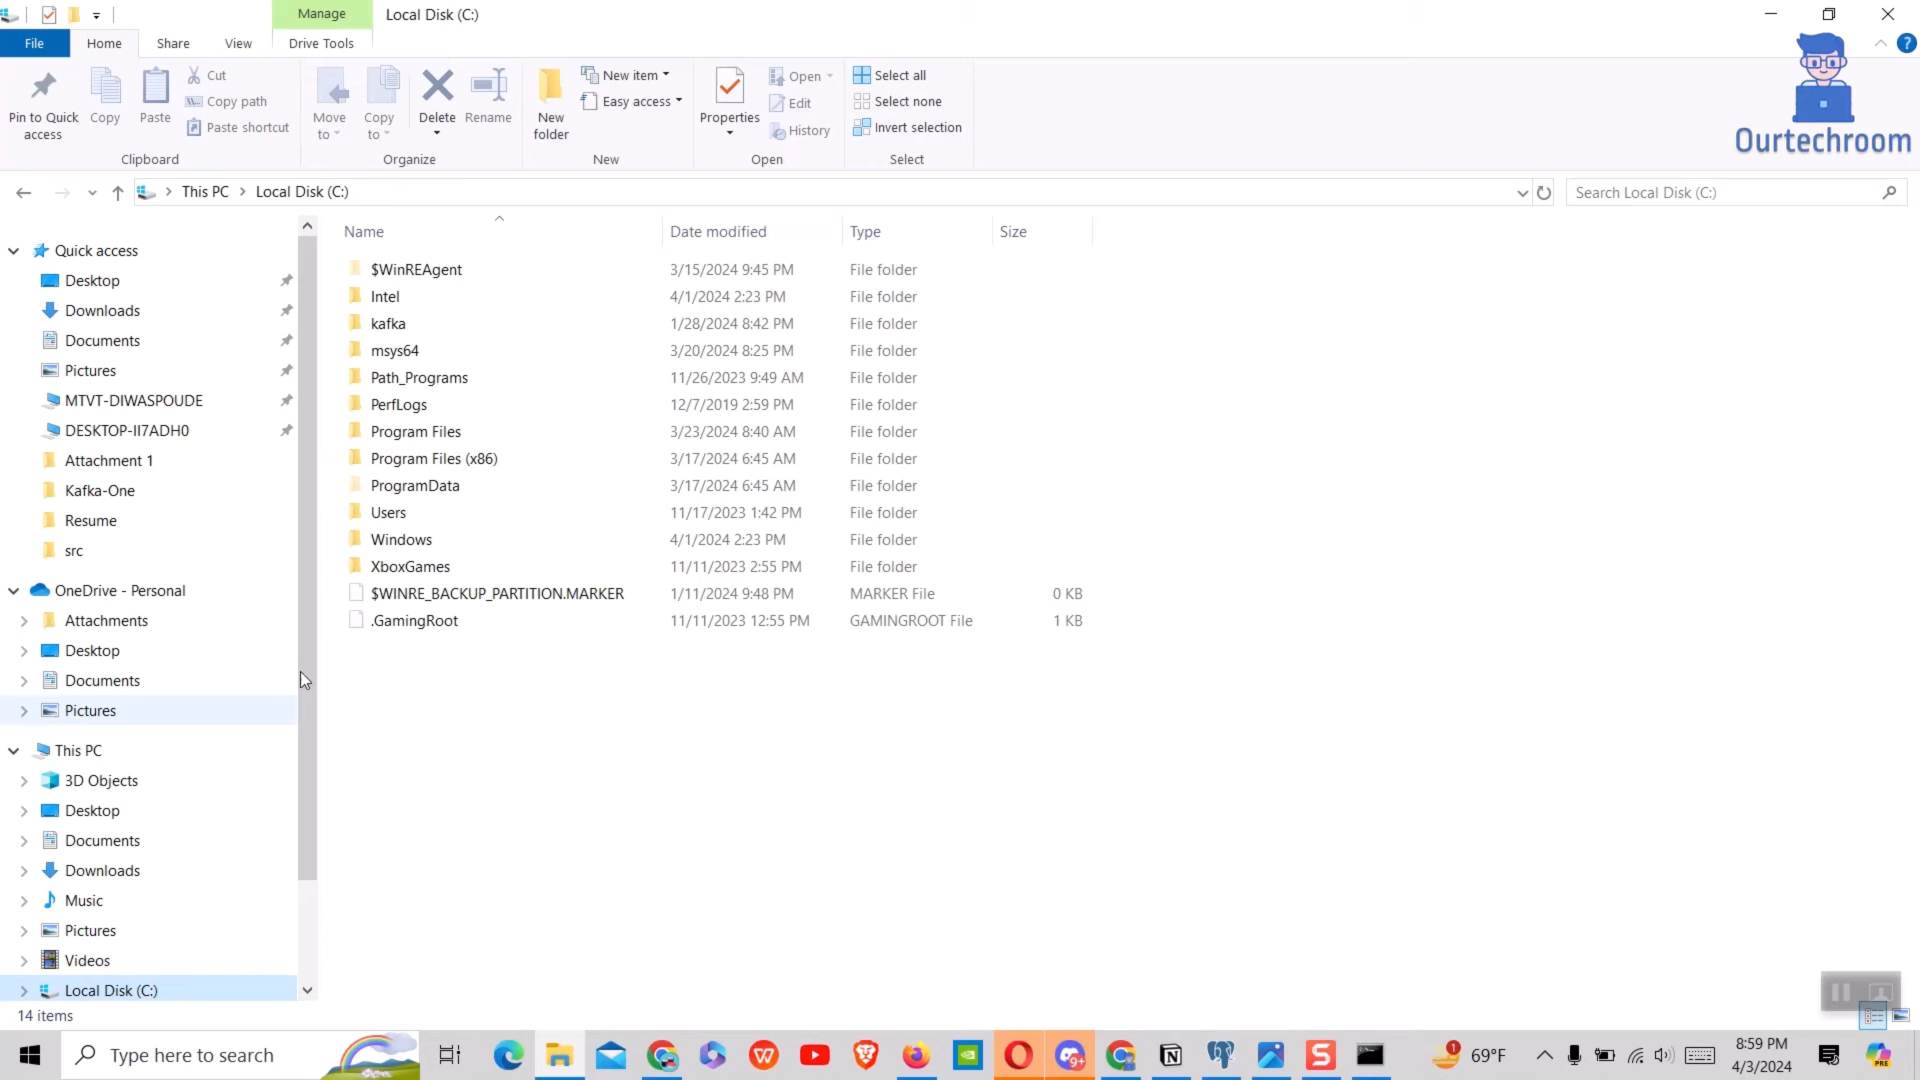 Manage Local Disk (C:)
File Home Share View Drive Tools
Pin to Quick access
Copy
Paste
Cut
Copy path
Paste shortcut
Clipboard
Move to
Copy to
Delete
Rename
Organize
New folder
New item
Easy access
New
Properties
Open
Edit
History
Open
Select all
Select none
Invert selection
Select
Ourtechroom
This PC > Local Disk (C:)
Search Local Disk (C:)
Quick access
Desktop
Downloads
Documents
Pictures
MTVT-DIWASPOUDE
DESKTOP-II7ADH0
Attachment 1
Kafka-One
Resume
src
OneDrive - Personal
Attachments
Desktop
Documents
Pictures
This PC
3D Objects
Desktop
Documents
Downloads
Music
Pictures
Videos
Local Disk (C:)
Name Date modified Type Size
$WinREAgent 3/15/2024 9:45 PM File folder
Intel 4/1/2024 2:23 PM File folder
kafka 1/28/2024 8:42 PM File folder
msys64 3/20/2024 8:25 PM File folder
Path_Programs 11/26/2023 9:49 AM File folder
PerfLogs 12/7/2019 2:59 PM File folder
Program Files 3/23/2024 8:40 AM File folder
Program Files (x86) 3/17/2024 6:45 AM File folder
ProgramData 3/17/2024 6:45 AM File folder
Users 11/17/2023 1:42 PM File folder
Windows 4/1/2024 2:23 PM File folder
XboxGames 11/11/2023 2:55 PM File folder
$WINRE_BACKUP_PARTITION.MARKER 1/11/2024 9:48 PM MARKER File 0 KB
.GamingRoot 11/11/2023 12:55 PM GAMINGROOT File 1 KB
14 items
Type here to search
9+
1
69°F
8:59 PM
4/3/2024
PRE